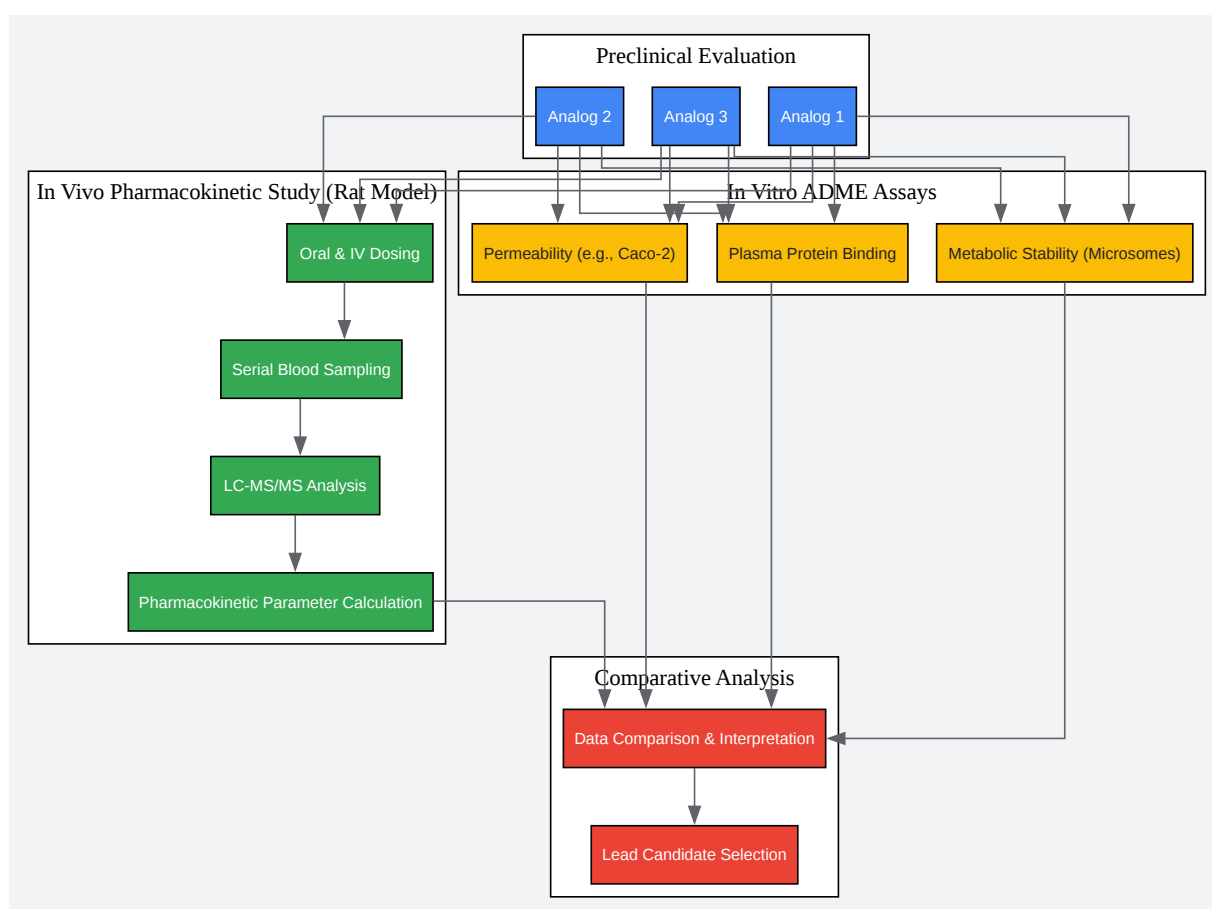 Preclinical Evaluation
Analog 2
Analog 3
Analog 1
In Vivo Pharmacokinetic Study (Rat Model)
In Vitro ADME Assays
Oral & IV Dosing
Permeability (e.g., Caco-2)
Plasma Protein Binding
Metabolic Stability (Microsomes)
Serial Blood Sampling
LC-MS/MS Analysis
Pharmacokinetic Parameter Calculation
Comparative Analysis
Data Comparison & Interpretation
Lead Candidate Selection